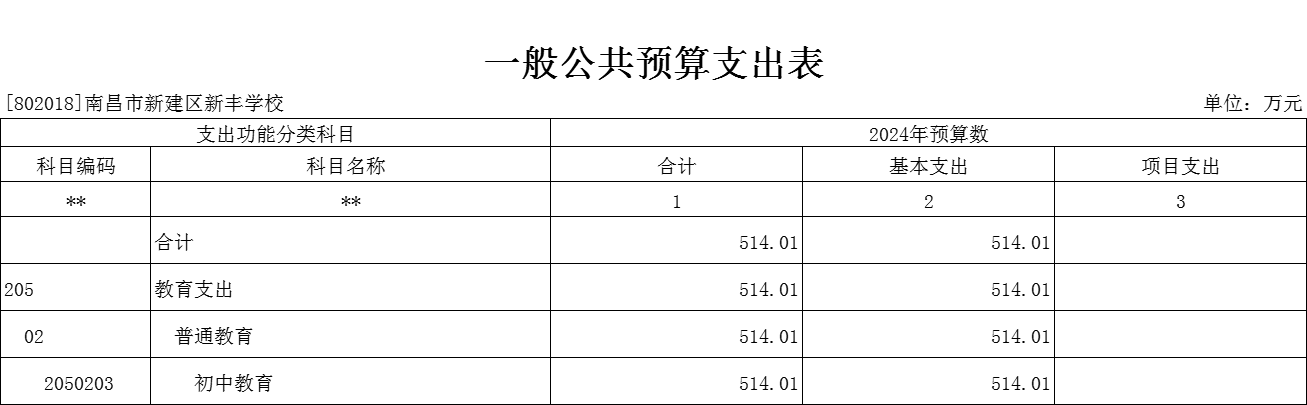 一般公共预算支出表
[802018]南昌市新建区新丰学校 单位：万元
支出功能分类科目 2024年预算数
科目编码 科目名称 合计 基本支出 项目支出
** ** 1 2 3
合计 514.01 514.01
205 教育支出 514.01 514.01
02 普通教育 514.01 514.01
2050203 初中教育 514.01 514.01